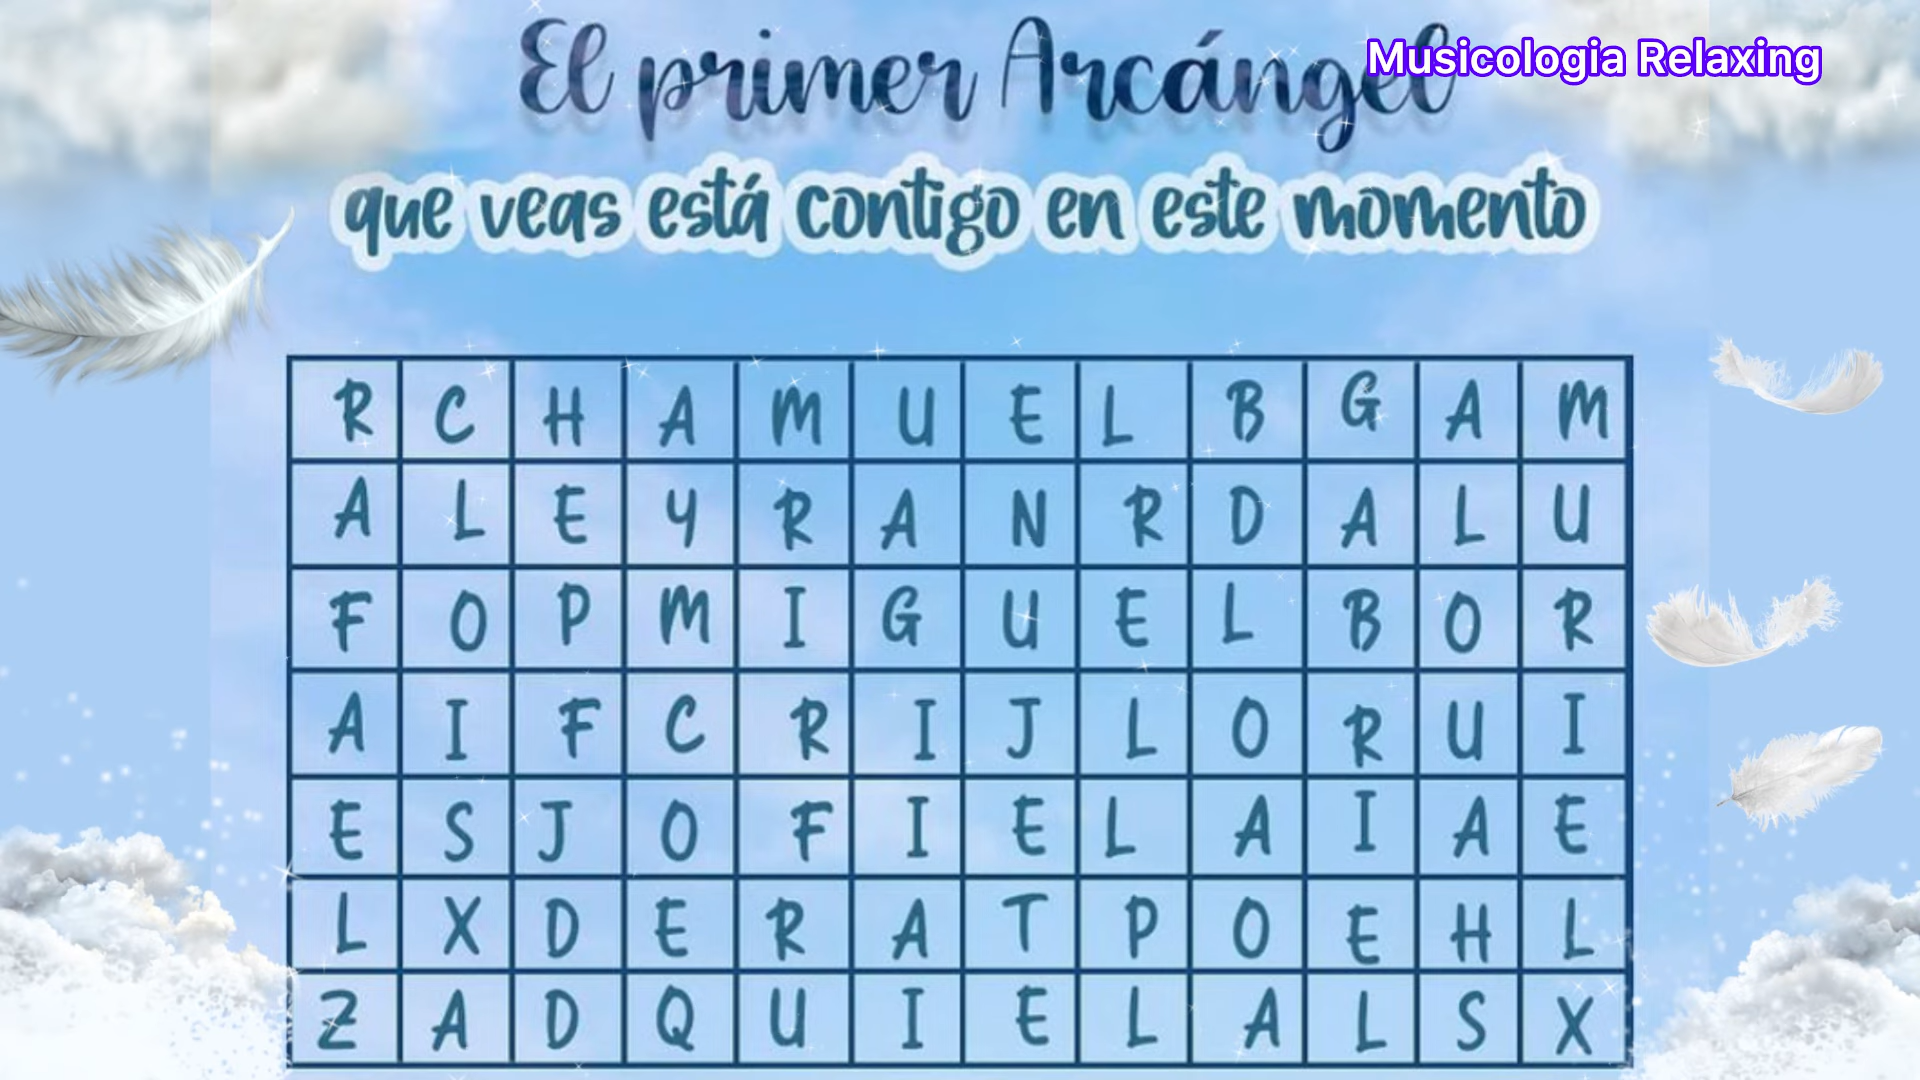 El primer Arcángel
Musicologia Relaxing
que veas está contigo en este momento
R C H A M U E L B G A M
A L E Y R A N R D A L U
F O P M I G U E L B O R
A I F C R I J L O R U I
E S J O F I E L A I A E
L X D E R A T P O E H L
Z A D Q U I E L A L S X